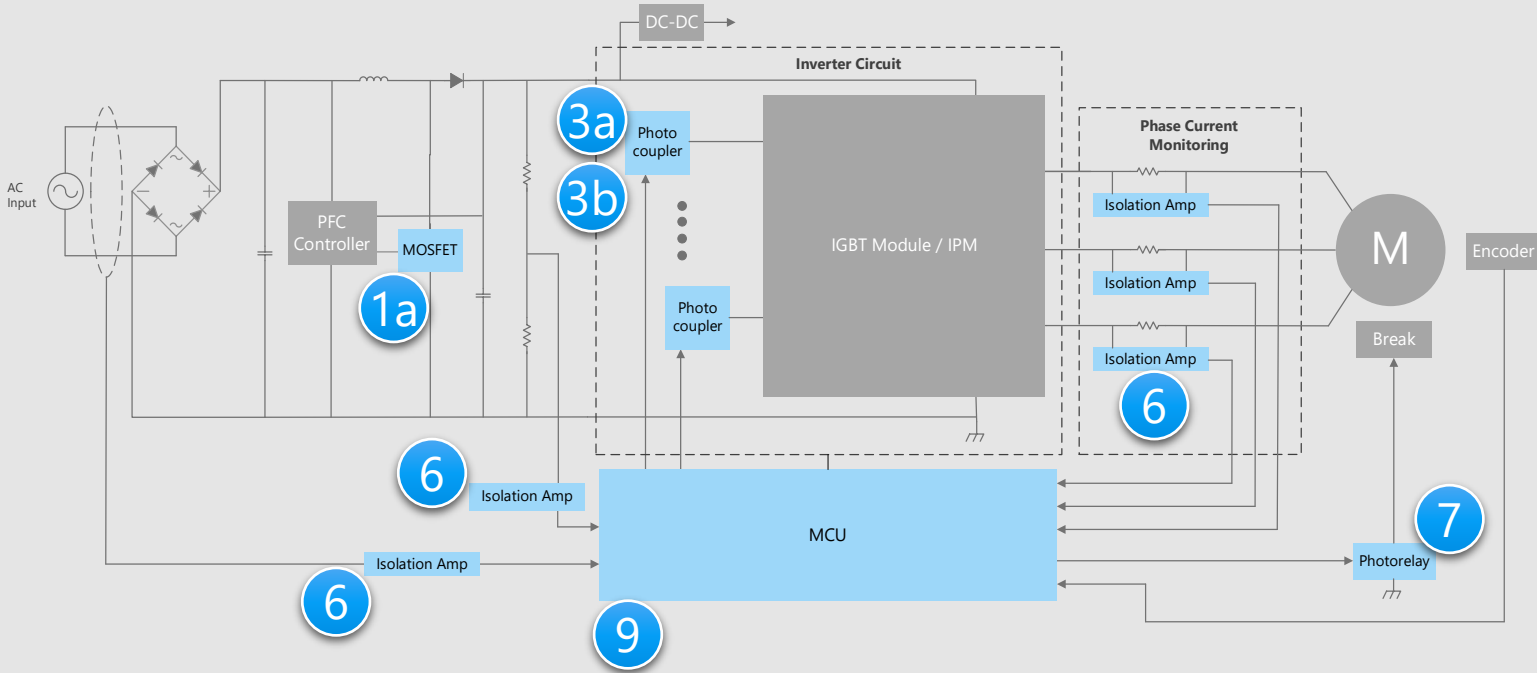 DC-DC
Inverter Circuit
3a
Photo
coupler
3b
Phase Current
Monitoring
AC
Input
PFC
Controller
MOSFET
1a
IGBT Module / IPM
Isolation Amp
Isolation Amp
Isolation Amp
6
M
Encoder
Break
Photo
coupler
6
Isolation Amp
MCU
7
Photorelay
Isolation Amp
6
9